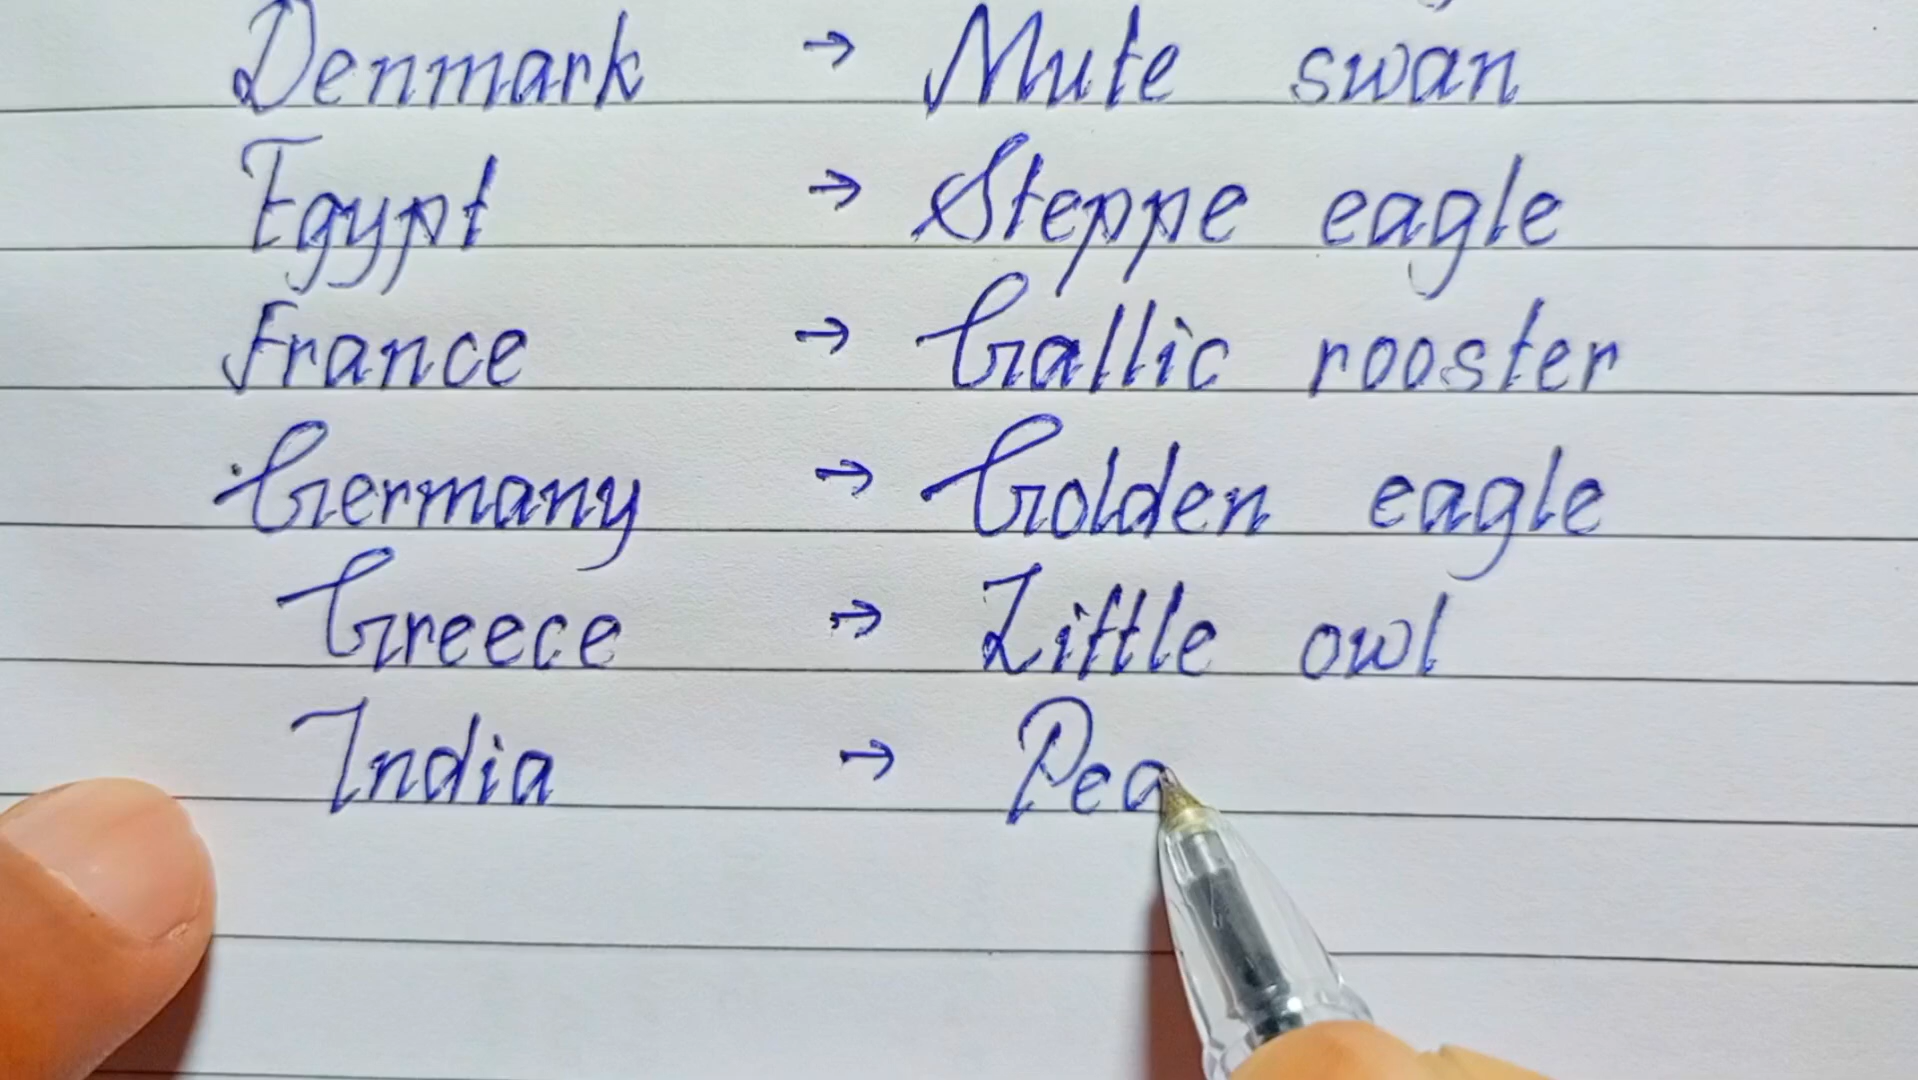 Denmark → Mute swan
Egypt → Steppe eagle
France → Gallic rooster
Germany → Golden eagle
Greece → Little owl
India → Pea